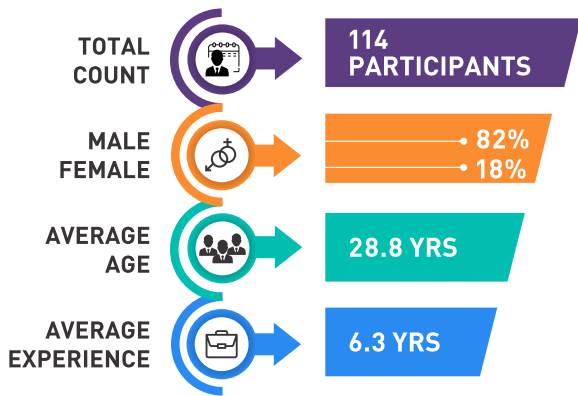 TOTAL
COUNT
114
PARTICIPANTS
MALE
FEMALE
82%
18%
AVERAGE
AGE
28.8 YRS
AVERAGE
EXPERIENCE
6.3 YRS